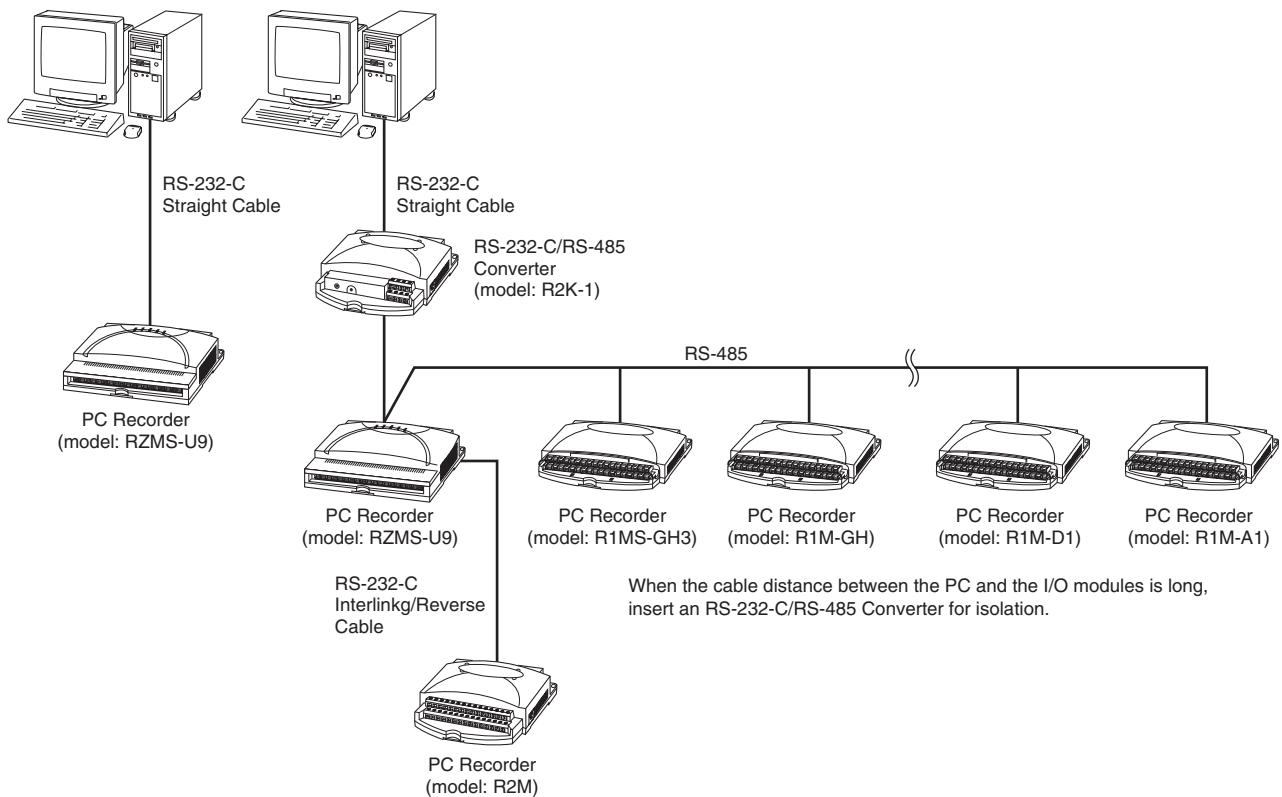 RS-232-C
Straight Cable
RS-232-C
Straight Cable
RS-232-C/RS-485
Converter
(model: R2K-1)
RS-485
PC Recorder
(model: RZMS-U9)
PC Recorder
(model: RZMS-U9)
PC Recorder
(model: R1MS-GH3)
PC Recorder
(model: R1M-GH)
PC Recorder
(model: R1M-D1)
PC Recorder
(model: R1M-A1)
RS-232-C
Interlinkg/Reverse
Cable
When the cable distance between the PC and the I/O modules is long,
insert an RS-232-C/RS-485 Converter for isolation.
PC Recorder
(model: R2M)